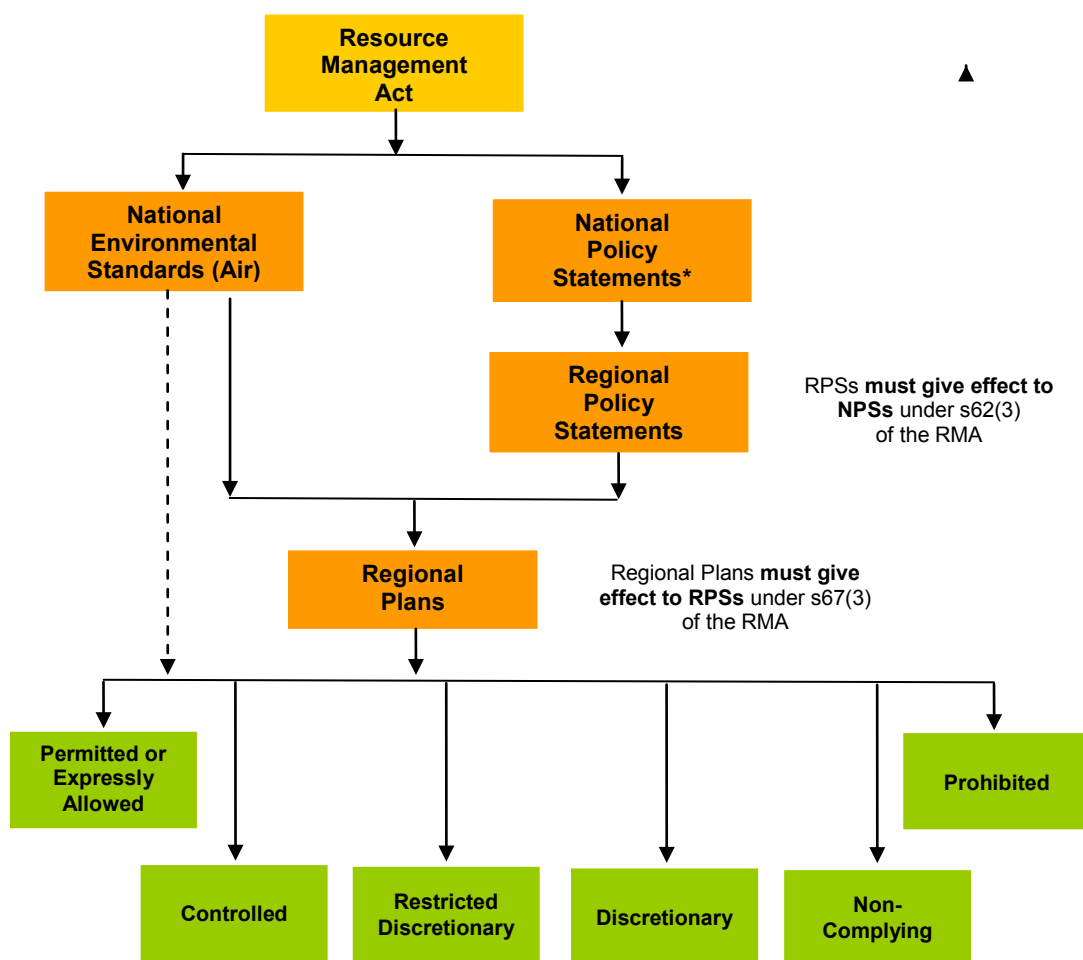 Resource
Management
Act
National
Environmental
Standards (Air)
National
Policy
Statements*
Regional
Policy
Statements
RPSs must give effect to
NPSs under s62(3)
of the RMA
Regional
Plans
Regional Plans must give
effect to RPSs under s67(3)
of the RMA
Permitted or
Expressly
Allowed
Prohibited
Controlled
Restricted
Discretionary
Discretionary
Non-
Complying